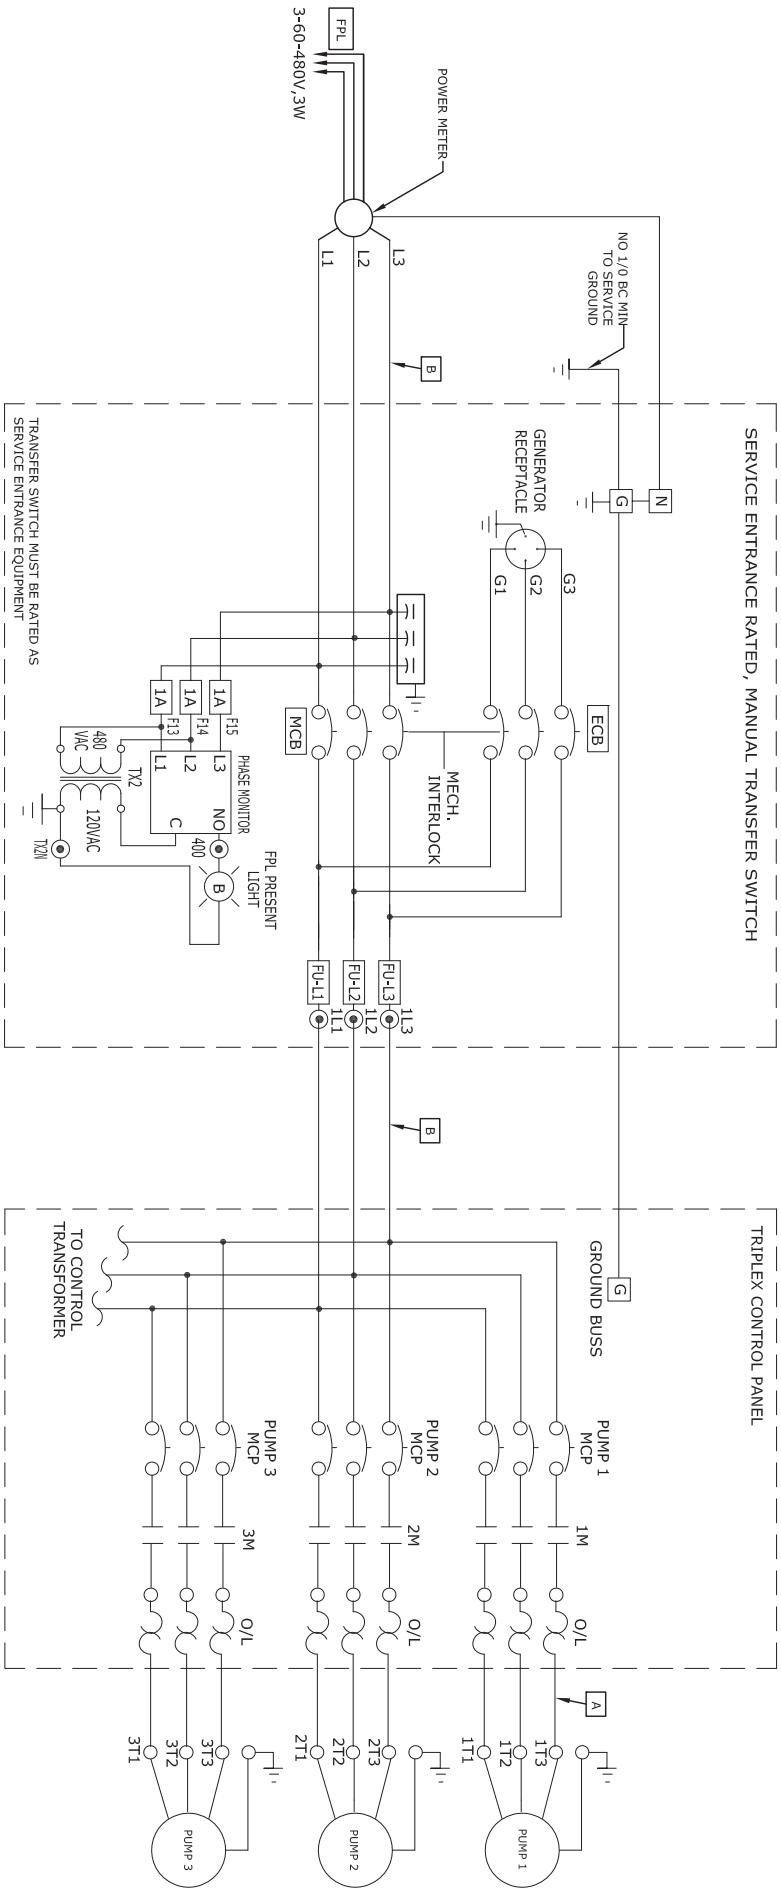 SERVICE ENTRANCE RATED, MANUAL TRANSFER SWITCH
TRIPLEX CONTROL PANEL
FPL
3-60-480V,3W
POWER METER
L3
L2
L1
NO 1/0 BC MIN
TO SERVICE
GROUND
B
N
G
GENERATOR
RECEPTACLE
G3
G2
G1
ECB
MCB
MECH.
INTERLOCK
1A
1A
1A
F15
F14
F13
PHASE MONITOR
L3
L2
L1
NO
C
400
B
FPL PRESENT
LIGHT
480
VAC
TX2
120VAC
TX2N
TRANSFER SWITCH MUST BE RATED AS
SERVICE ENTRANCE EQUIPMENT
FU-L3
FU-L2
FU-L1
1L3
1L2
1L1
B
G
GROUND BUSS
TO CONTROL
TRANSFORMER
PUMP 1
MCP
1M
O/L
A
1T3
1T2
1T1
PUMP 1
PUMP 2
MCP
2M
O/L
2T3
2T2
2T1
PUMP 2
PUMP 3
MCP
3M
O/L
3T3
3T2
3T1
PUMP 3